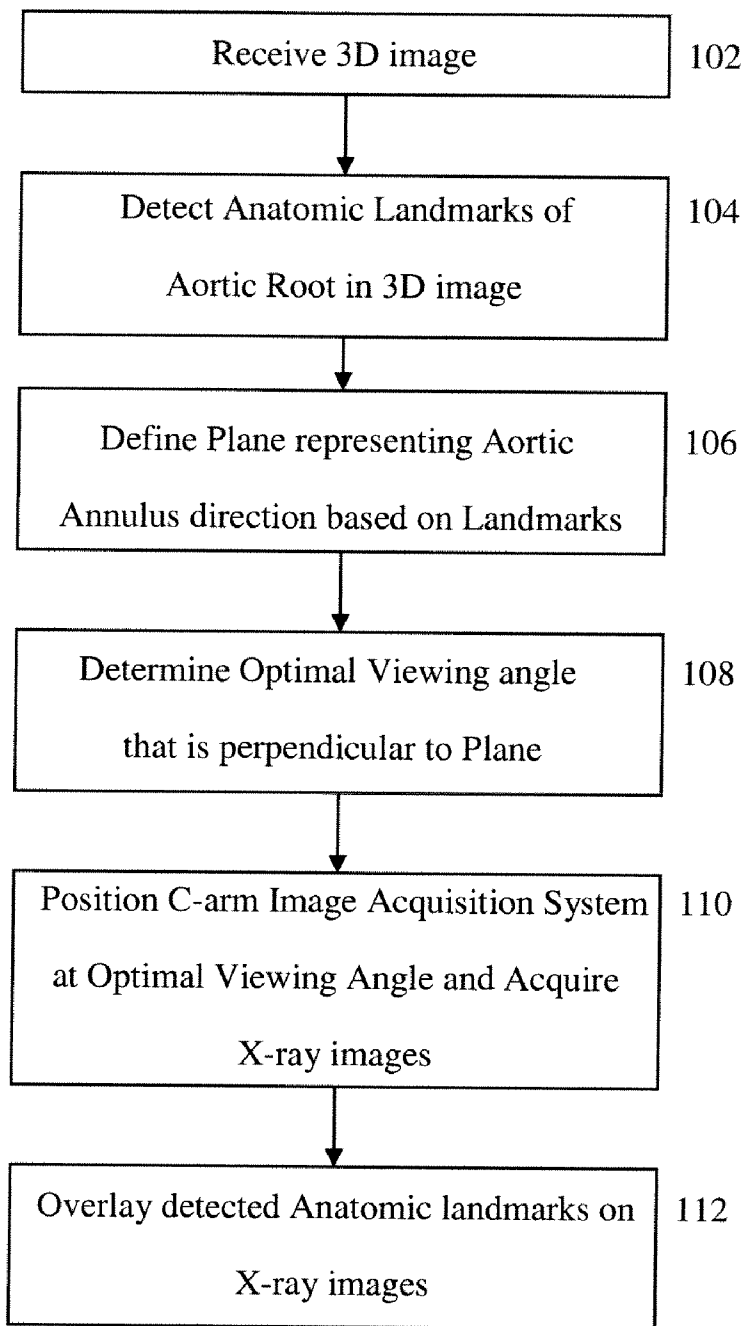 Receive 3D image 102
Detect Anatomic Landmarks of 104
Aortic Root in 3D image
Define Plane representing Aortic 106
Annulus direction based on Landmarks
Determine Optimal Viewing angle 108
that is perpendicular to Plane
Position C-arm Image Acquisition System 110
at Optimal Viewing Angle and Acquire
X-ray images
Overlay detected Anatomic landmarks on 112
X-ray images